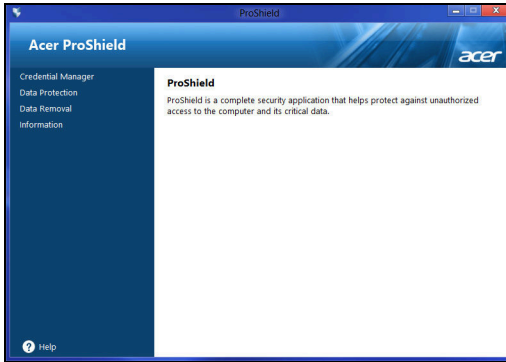 ProShield
Acer ProShield
acer
Credential Manager
Data Protection
Data Removal
Information
ProShield
ProShield is a complete security application that helps protect against unauthorized
access to the computer and its critical data.
Help